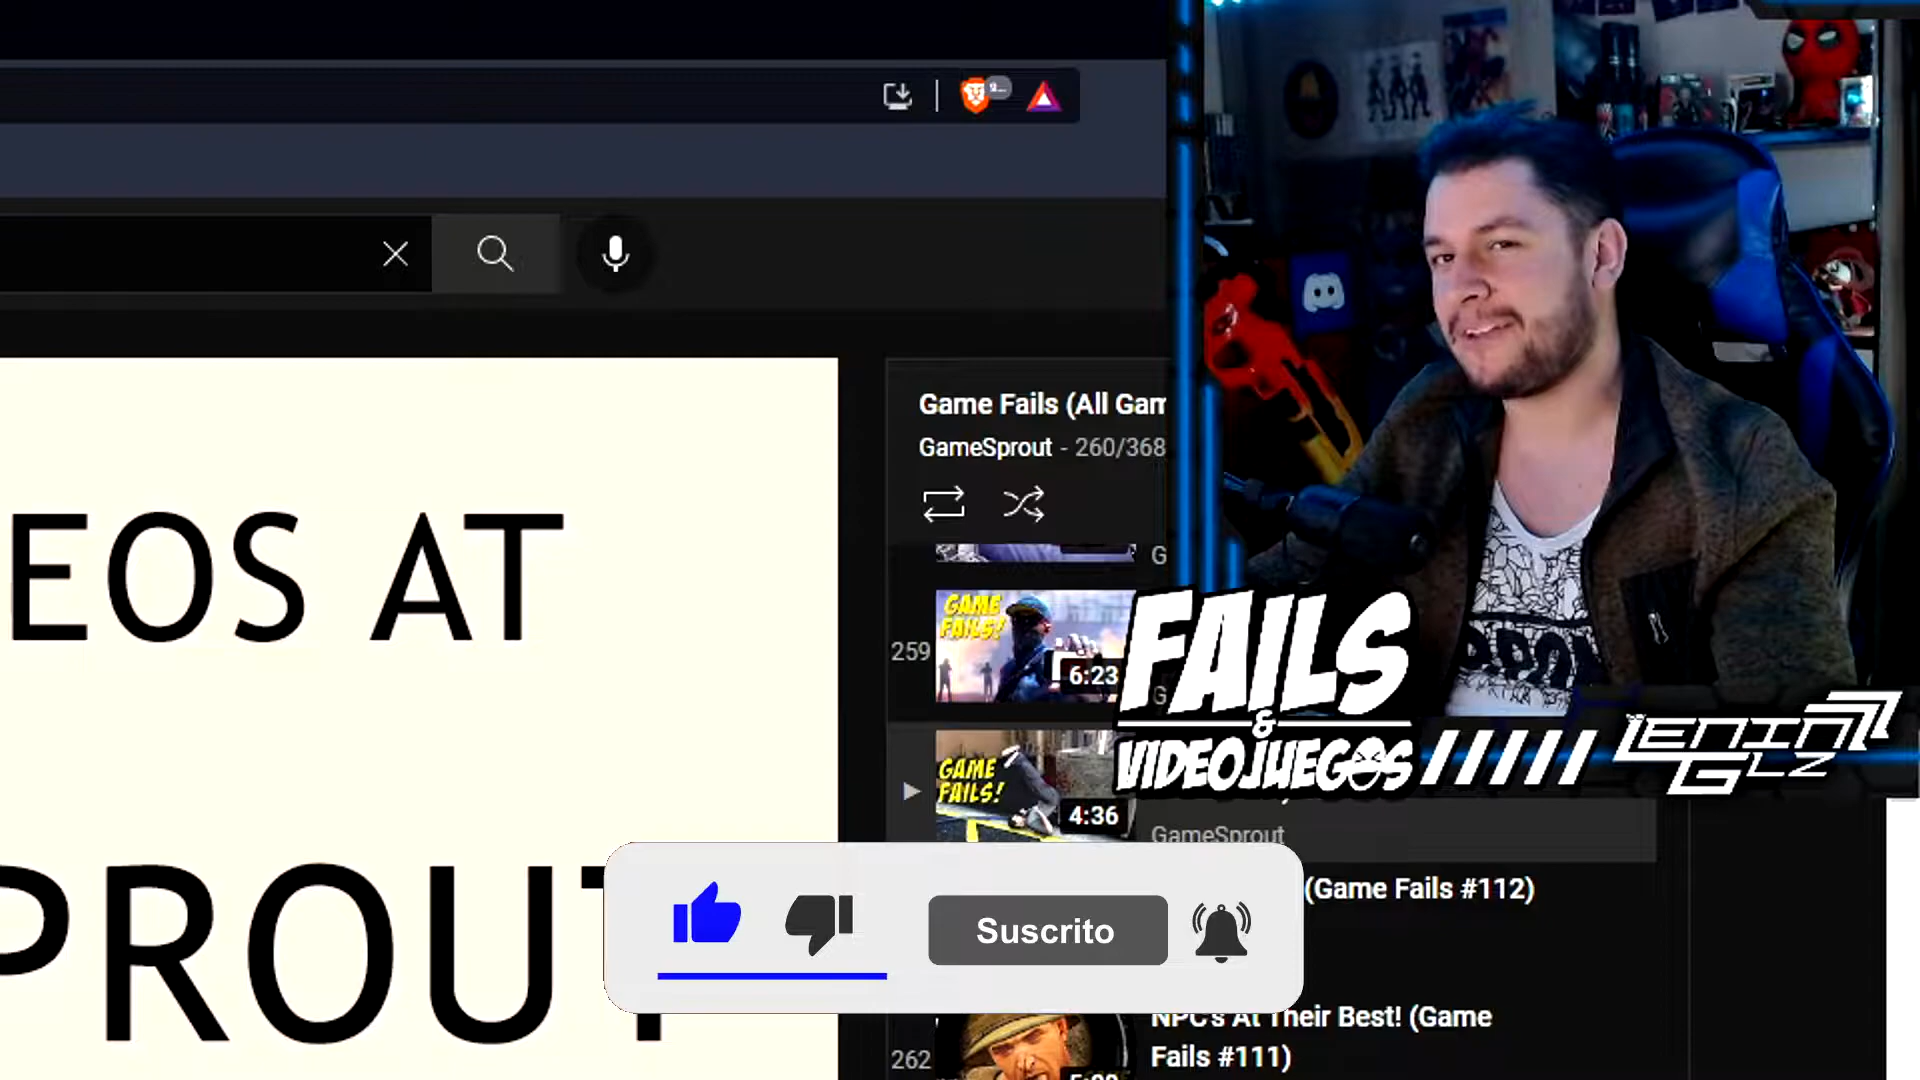 Game Fails (All Gam
GameSprout - 260/368
EOS AT
G
GAME
FAILS!
259
6:23
G
FAILS
&
VIDEOJUEGOS
LENIN
GLZ
GAME
FAILS!
4:36
GameSprout
PROUT
(Game Fails #112)
Suscrito
NPC's At Their Best! (Game
Fails #111)
262